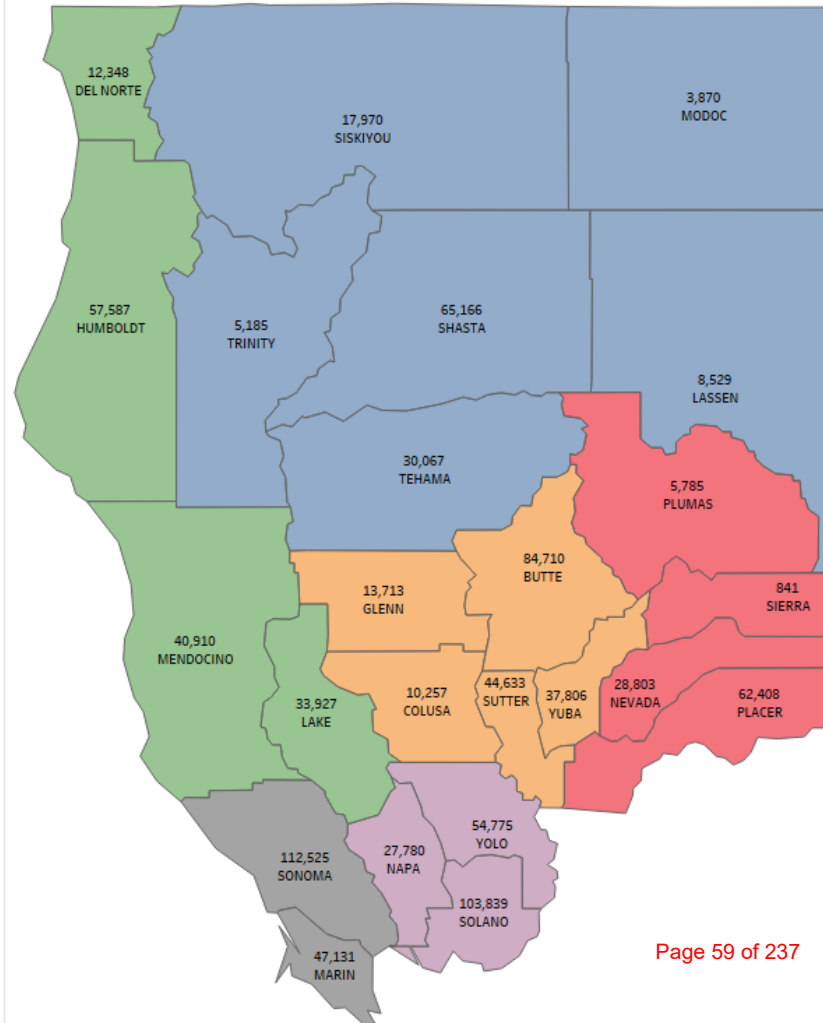 12,348
DEL NORTE
17,970
SISKIYOU
3,870
MODOC
57,587
HUMBOLDT
5,185
TRINITY
65,166
SHASTA
8,529
LASSEN
30,067
TEHAMA
5,785
PLUMAS
84,710
BUTTE
13,713
GLENN
841
SIERRA
40,910
MENDOCINO
33,927
LAKE
10,257
COLUSA
44,633
SUTTER
37,806
YUBA
28,803
NEVADA
62,408
PLACER
112,525
SONOMA
27,780
NAPA
54,775
YOLO
103,839
SOLANO
47,131
MARIN
Page 59 of 237